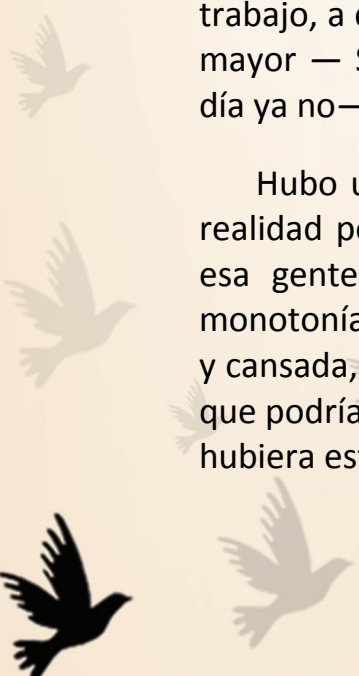 trabajo, a
mayor —
día ya no—
Hubo
realidad
esa gente
monotonía
y cansada,
que podría
hubiera